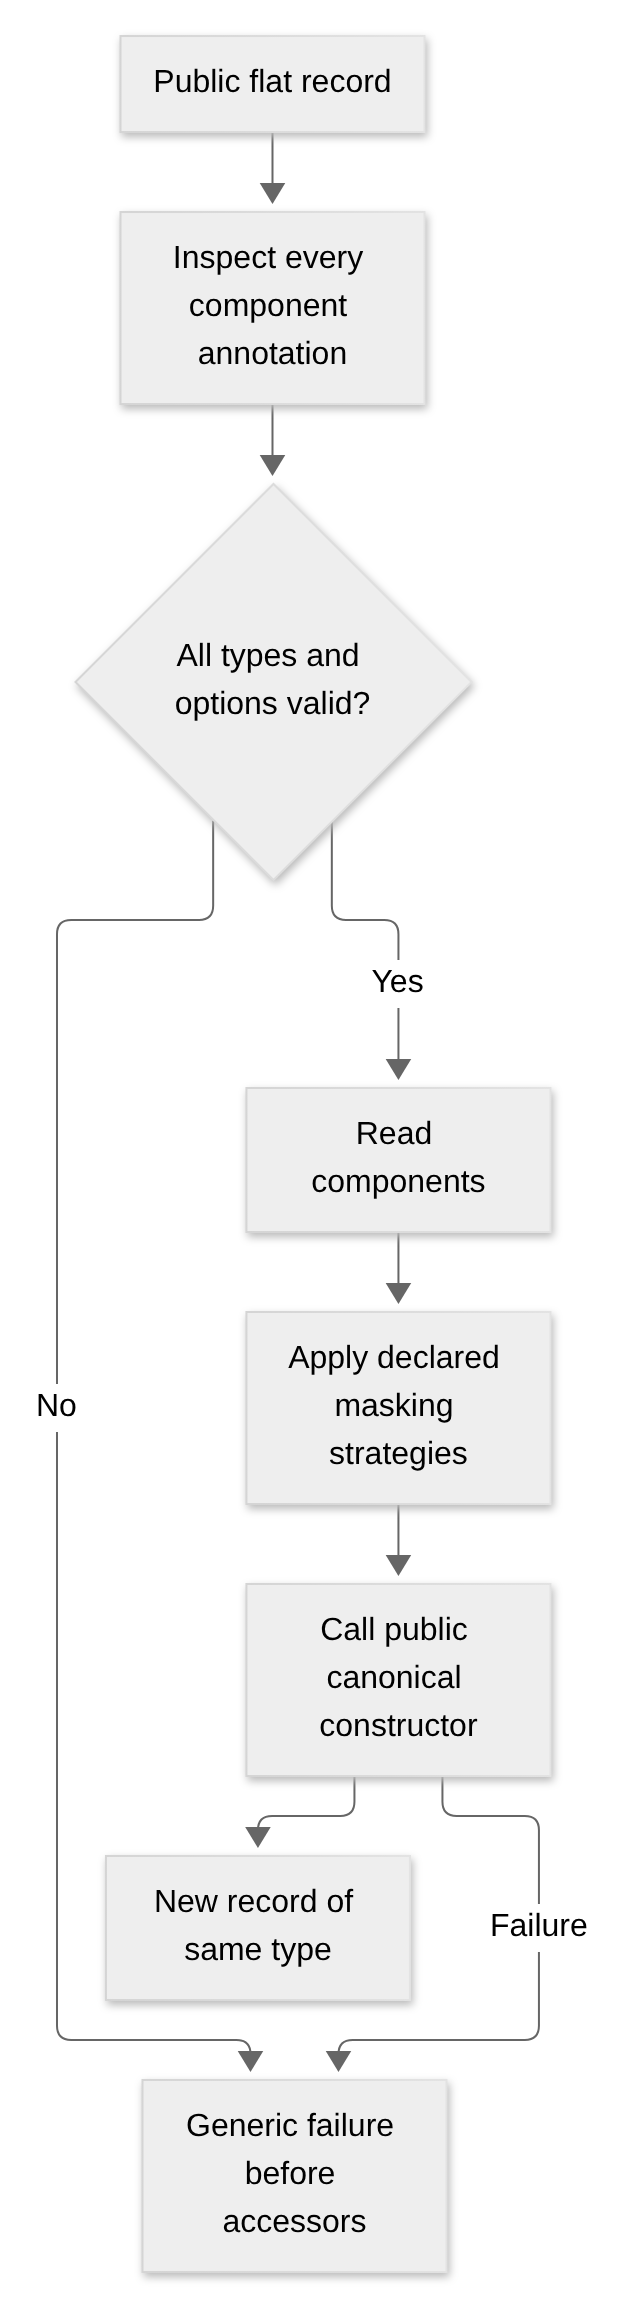 Public flat record
Inspect every
component
annotation
All types and
options valid?
Yes
Read
components
Apply declared
masking
strategies
No
Call public
canonical
constructor
New record of
same type
Failure
Generic failure
before
accessors